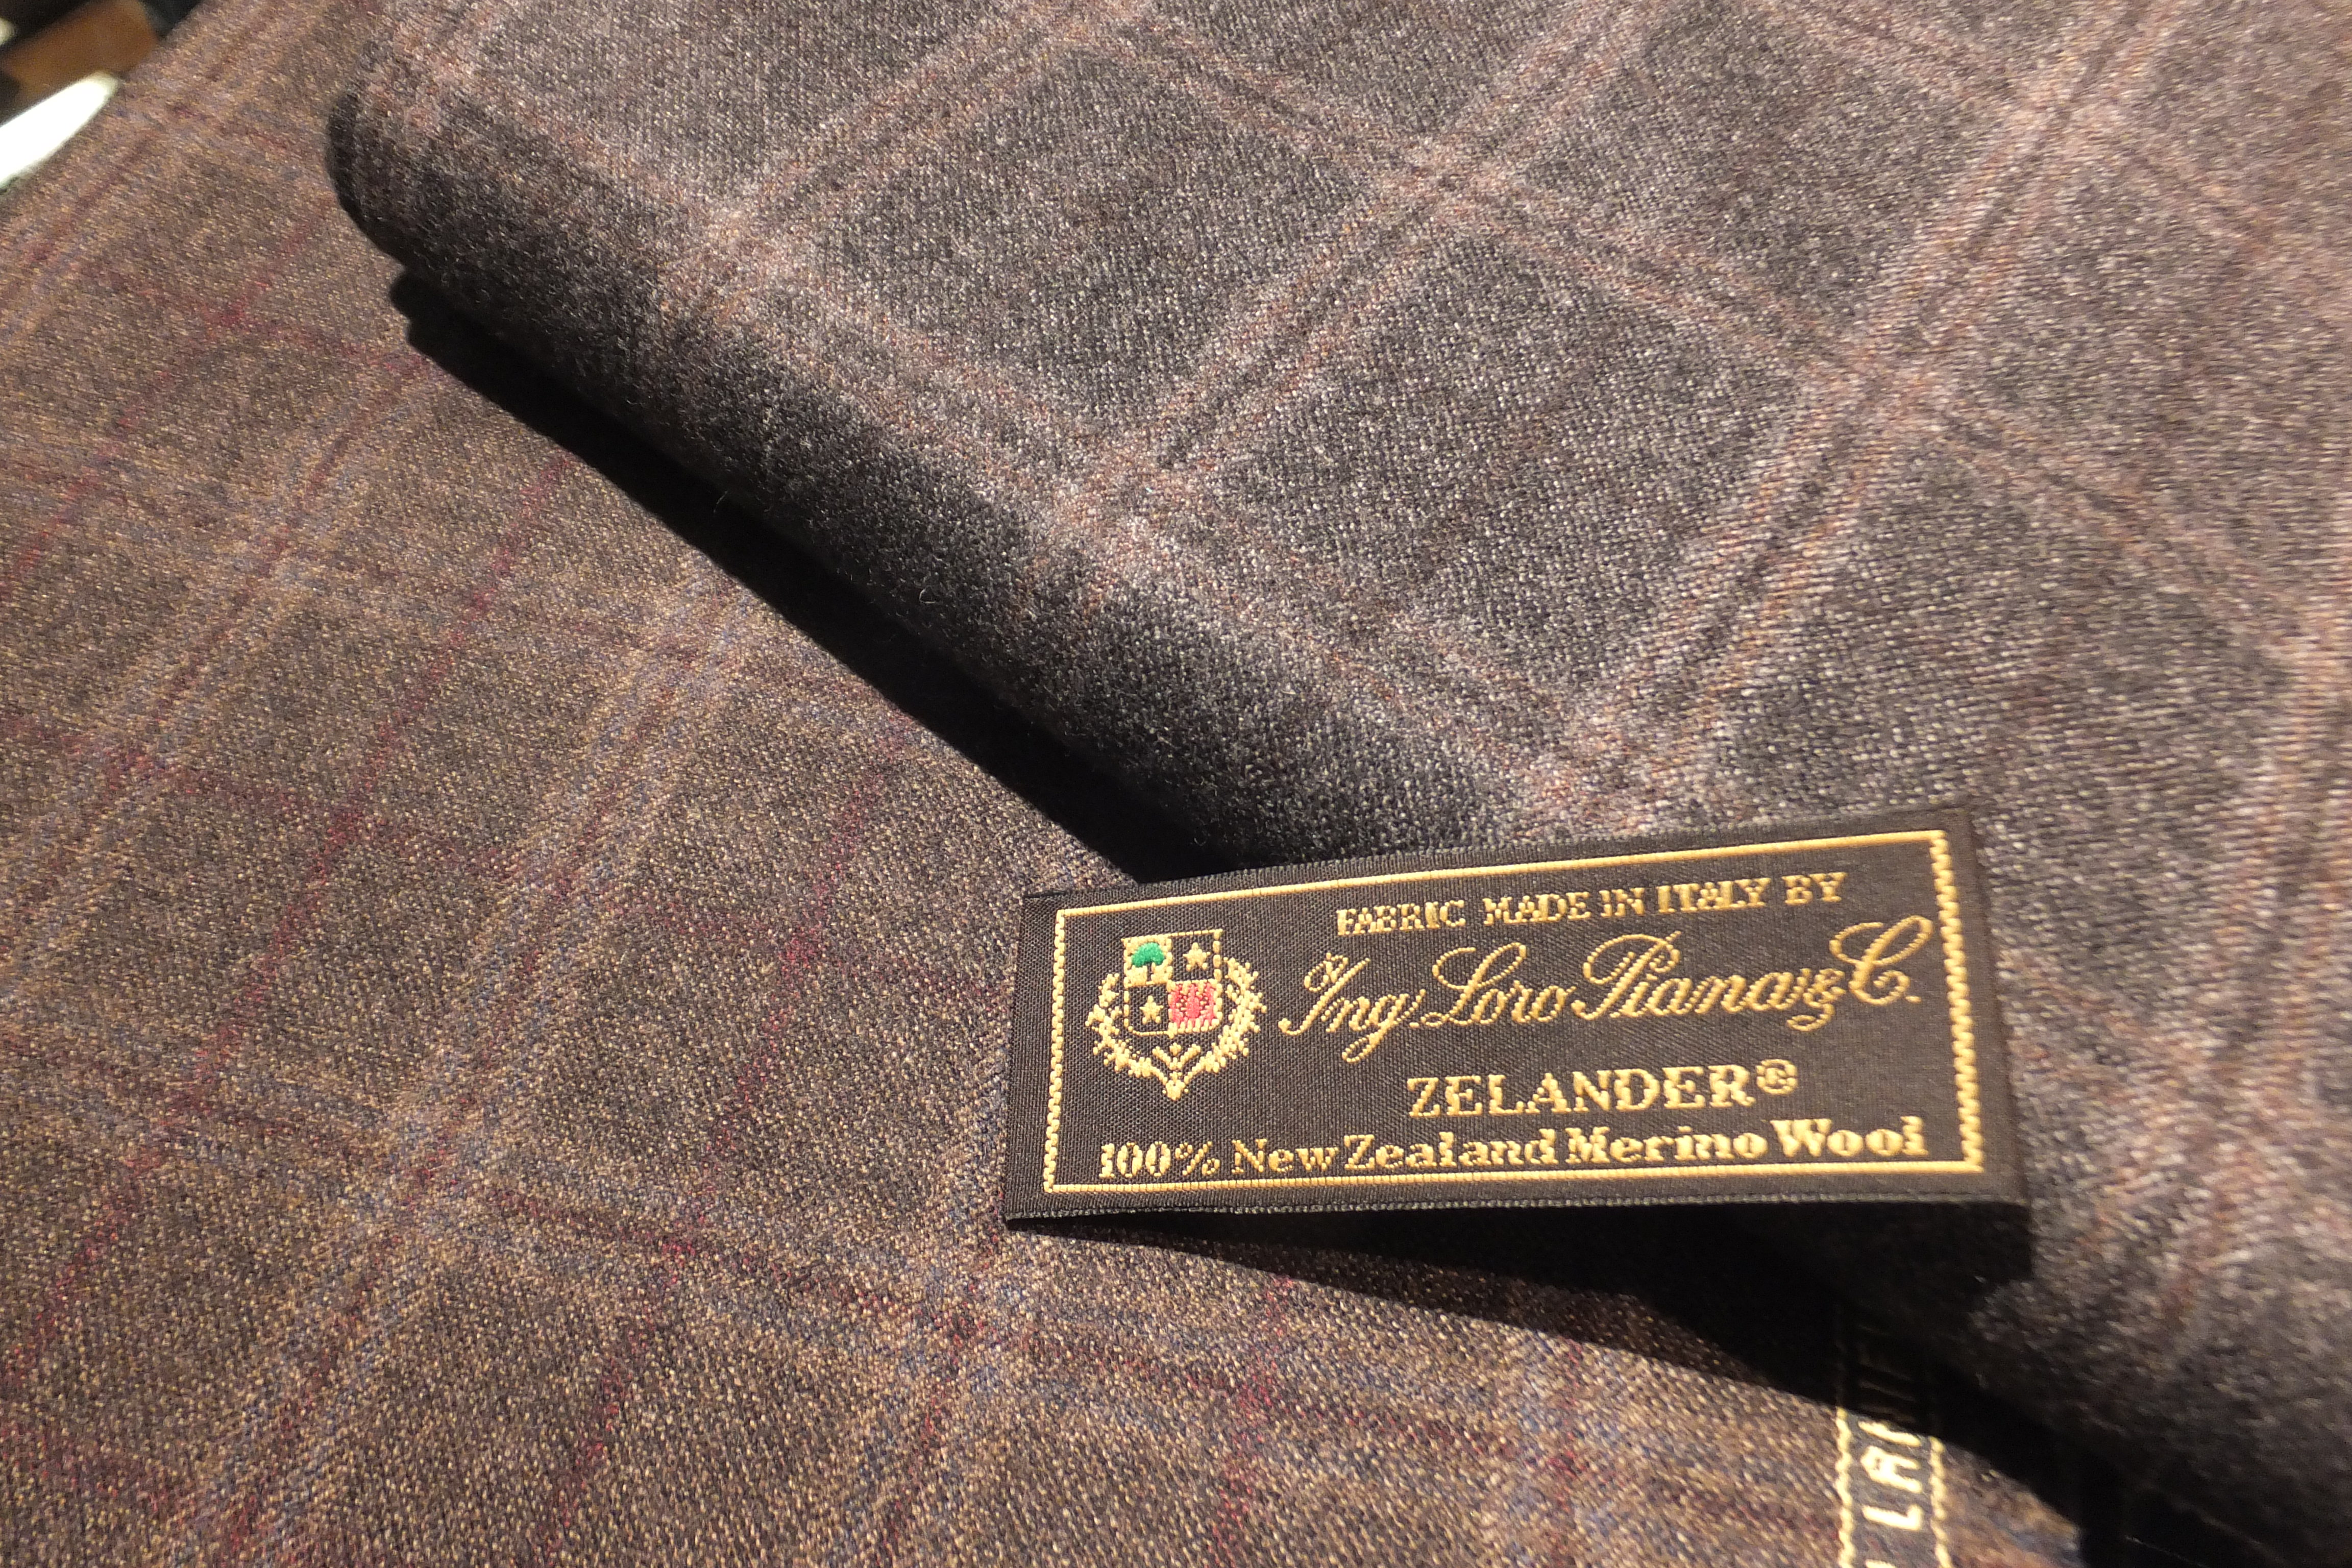 FABRIC MADE IN ITALY BY
Ing. Loro Piana & C.
ZELANDER®
100% New Zealand Merino Wool